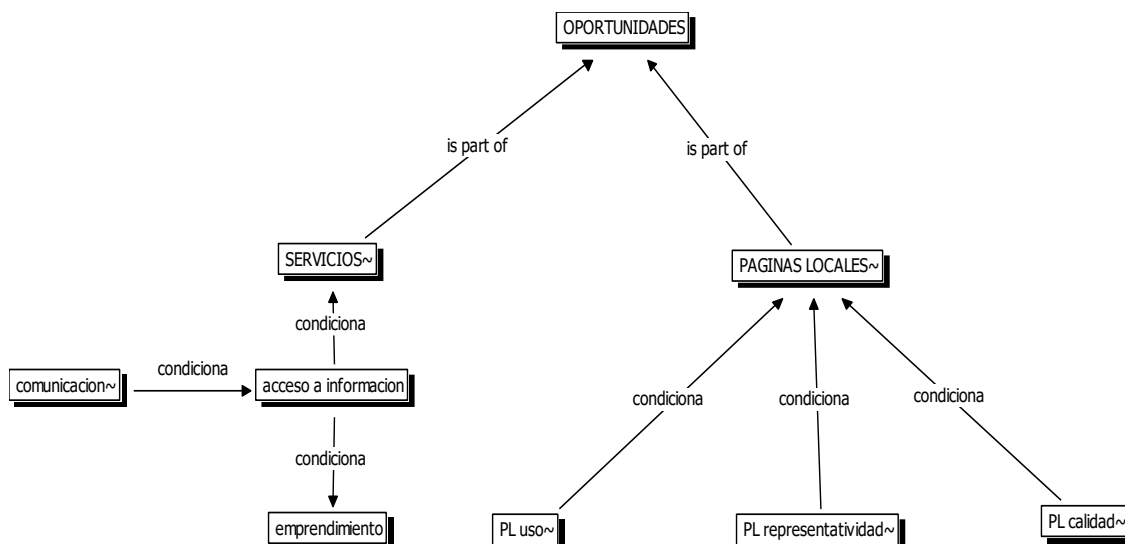 OPORTUNIDADES
is part of
is part of
SERVICIOS~
PAGINAS LOCALES~
condiciona
condiciona
comunicacion~
acceso a informacion
condiciona
condiciona
condiciona
condiciona
emprendimiento
PL uso~
PL representatividad~
PL calidad~